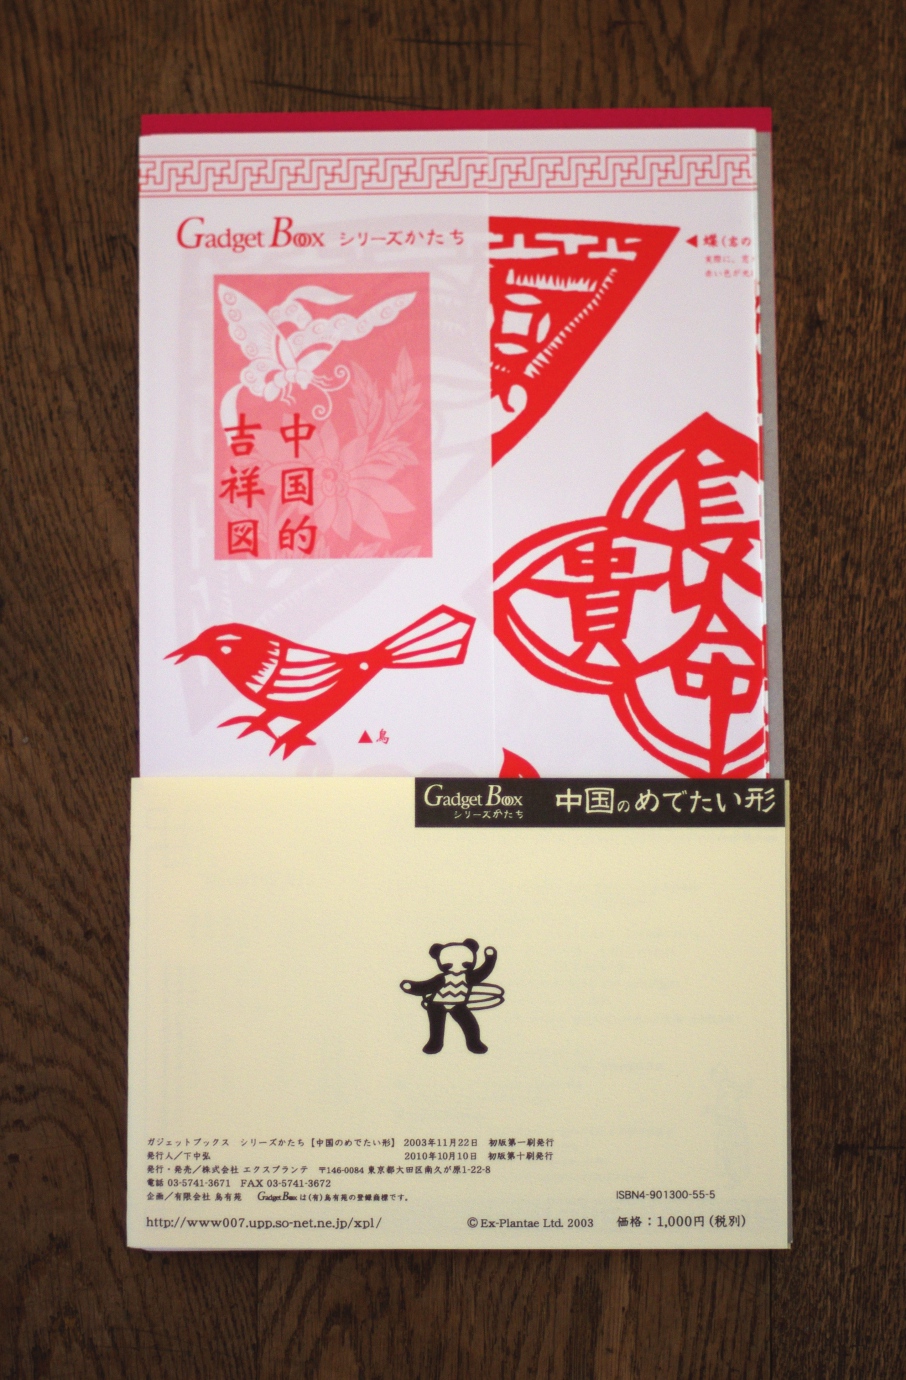 Gadget Box シリーズかたち
◀蝶(玄の
中国的
吉祥図
長
富貴
命
▲鳥
Gadget Box
シリーズかたち
中国のめでたい形
ガジェットブックス シリーズかたち【中国のめでたい形】 2003年11月22日 初版第一刷発行
発行人／下中弘 2010年10月10日 初版第十刷発行
発行・発売／株式会社 エクスプランテ 〒146-0084 東京都大田区南久が原1-22-8
電話 03-5741-3671 FAX 03-5741-3672
企画／有限会社 鳥有苑 Gadget Box は(有)鳥有苑の登録商標です。
ISBN4-901300-55-5
http://www007.upp.so-net.ne.jp/xpl/ ©Ex-Plantae Ltd. 2003 価格：1,000円(税別)